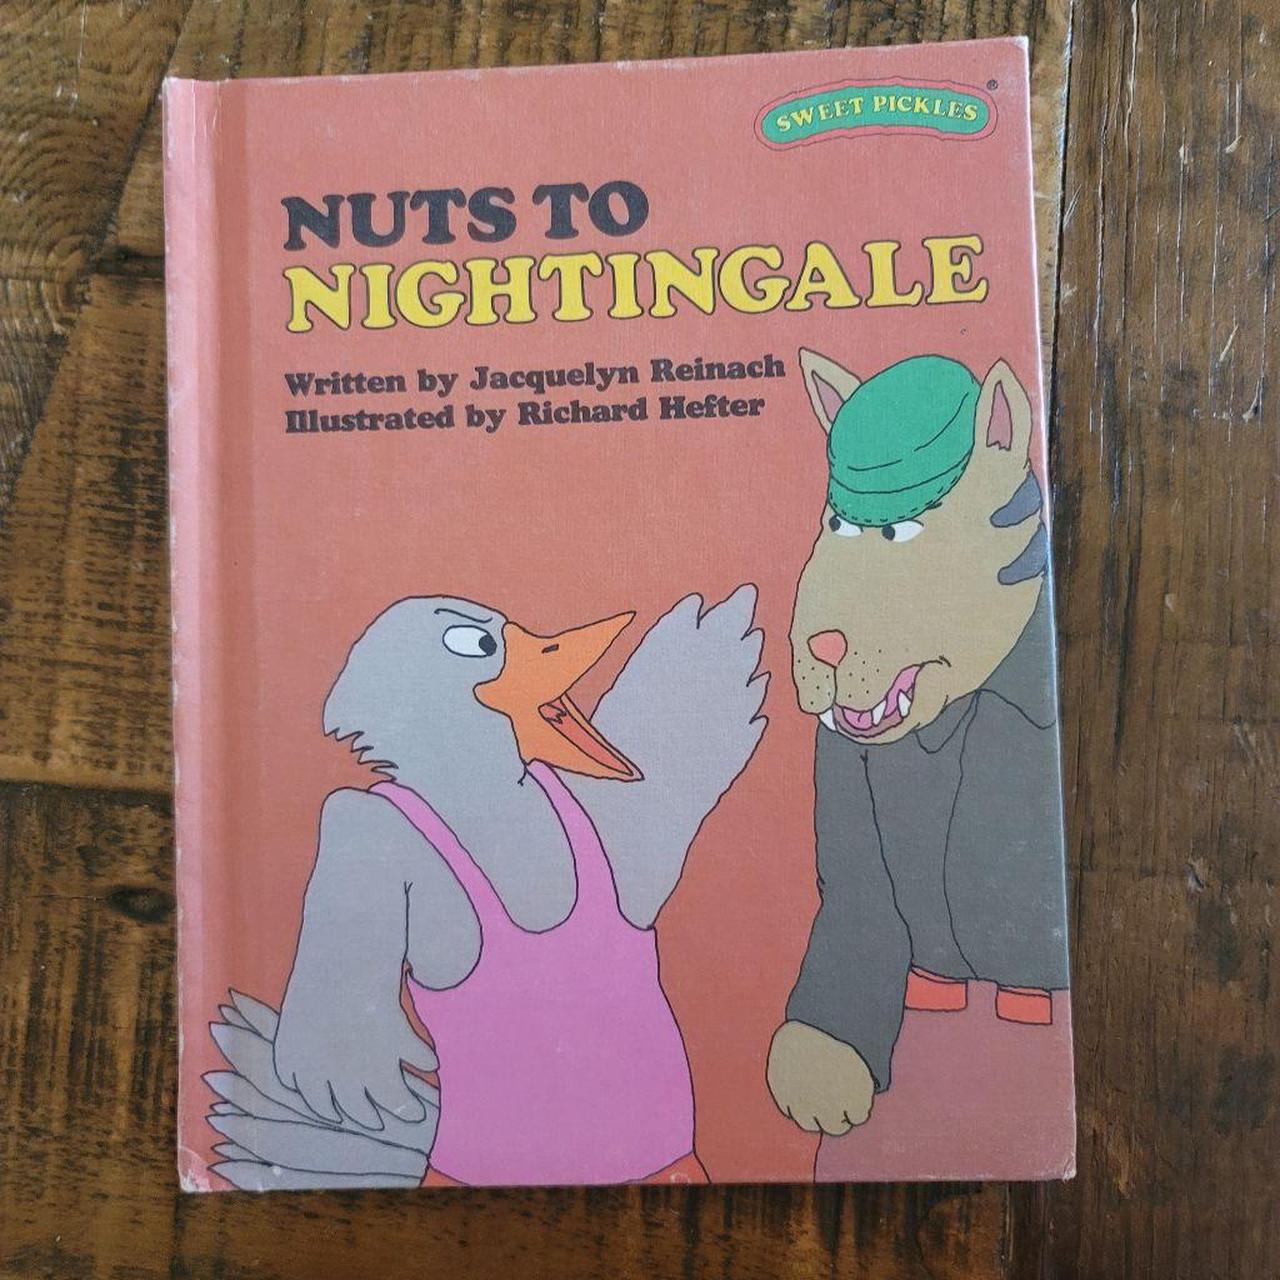 SWEET PICKLES®
NUTS TO
NIGHTINGALE
Written by Jacquelyn Reinach
Illustrated by Richard Hefter